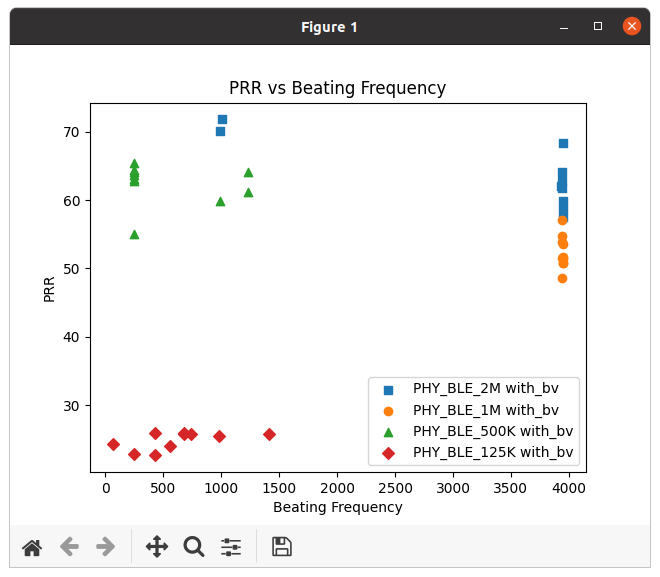 Figure 1
PRR vs Beating Frequency
70
60
50
40
30
PRR
PHY_BLE_2M with_bv
PHY_BLE_1M with_bv
PHY_BLE_500K with_bv
PHY_BLE_125K with_bv
0 500 1000 1500 2000 2500 3000 3500 4000
Beating Frequency